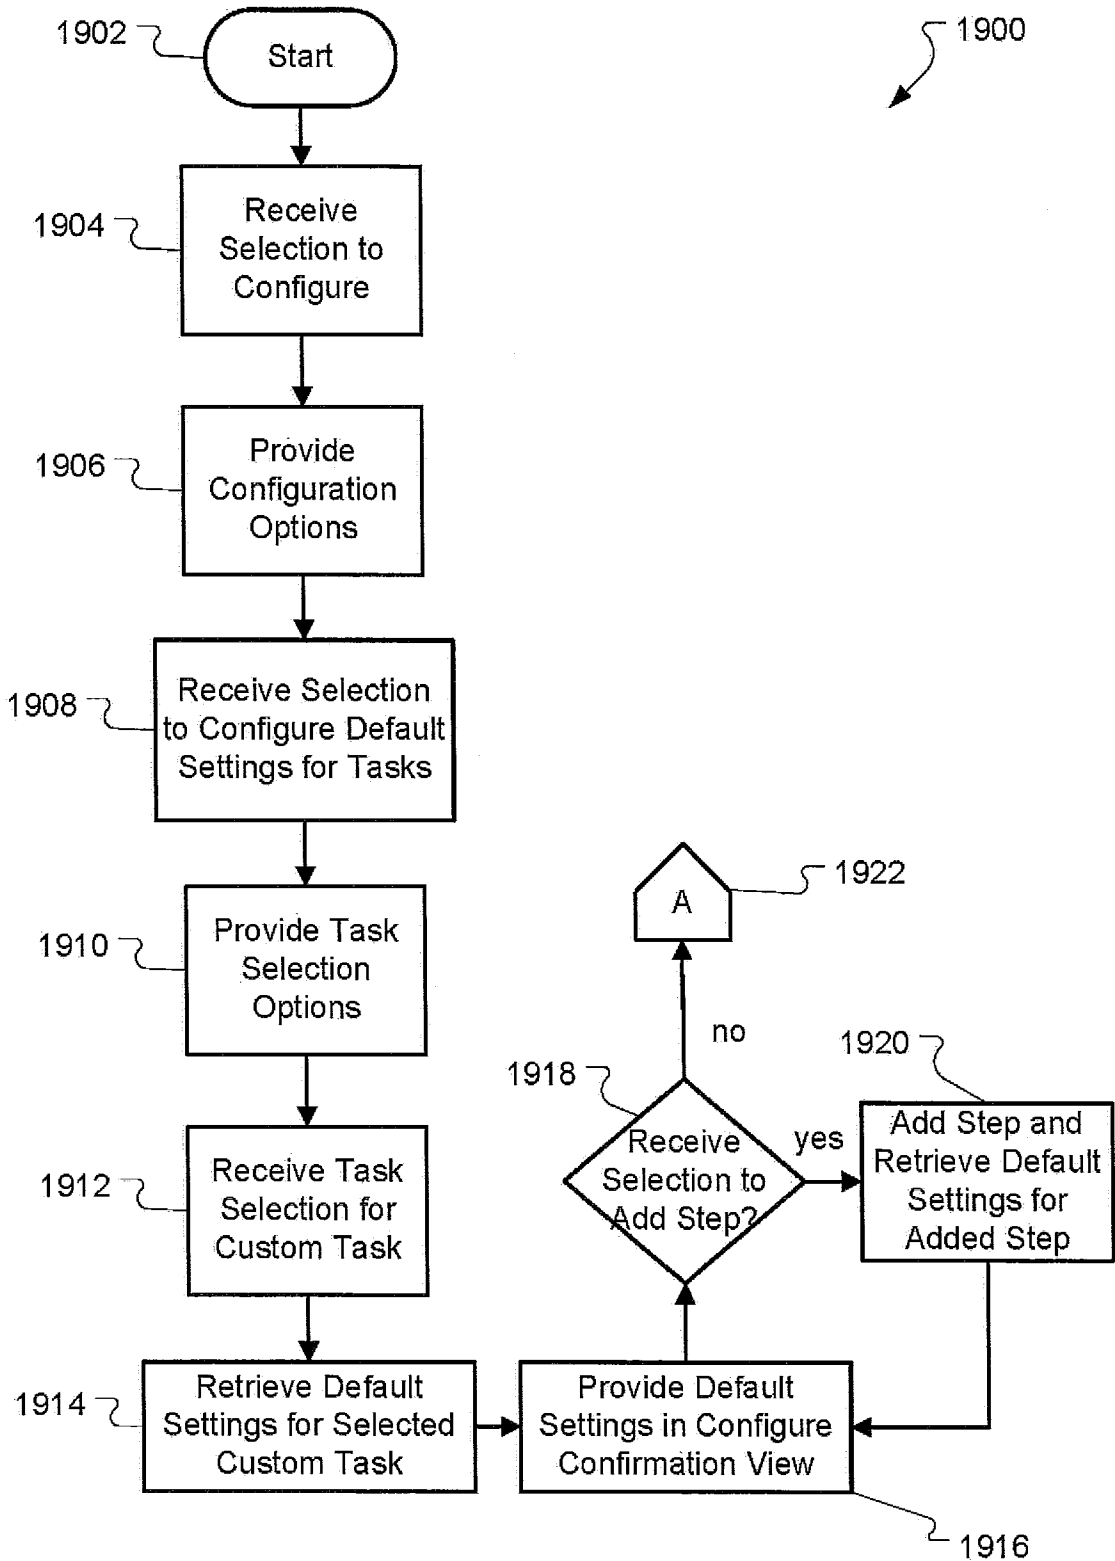 1900
1902
Start
1904
Receive
Selection to
Configure
1906
Provide
Configuration
Options
1908
Receive Selection
to Configure Default
Settings for Tasks
1910
Provide Task
Selection
Options
1912
Receive Task
Selection for
Custom Task
1914
Retrieve Default
Settings for Selected
Custom Task
Provide Default
Settings in Configure
Confirmation View
1916
1918
Receive
Selection to
Add Step?
yes
1920
Add Step and
Retrieve Default
Settings for
Added Step
no
A
1922